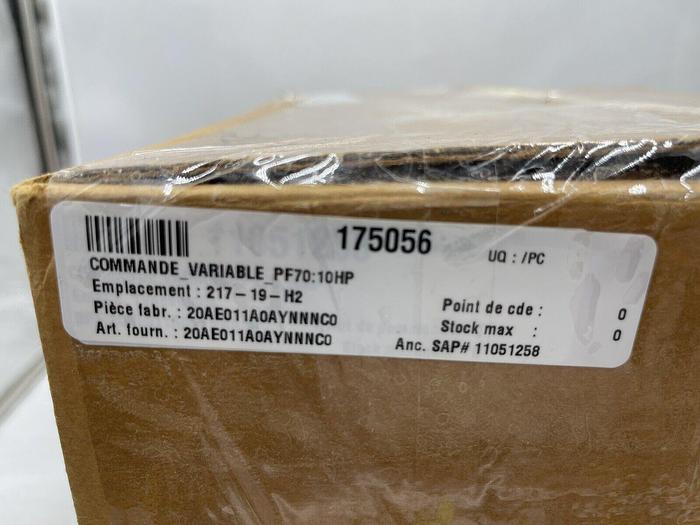 175056 UQ : /PC
COMMANDE_VARIABLE_PF70:10HP
Emplacement : 217-19-H2
Pièce fabr. : 20AE011A0AYNNNC0 Point de cde : 0
Art. fourn. : 20AE011A0AYNNNC0 Stock max : 0
Anc. SAP# 11051258